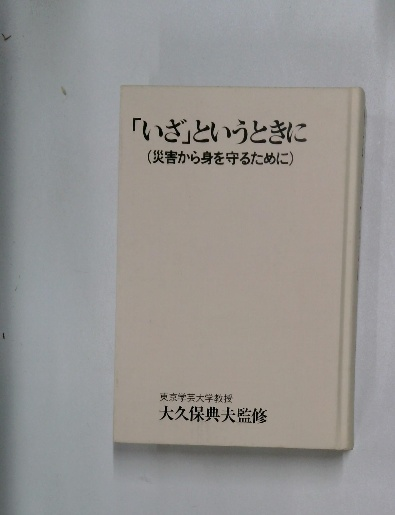 「いざ」というときに
(災害から身を守るために)
東京学芸大学教授
大久保典夫監修